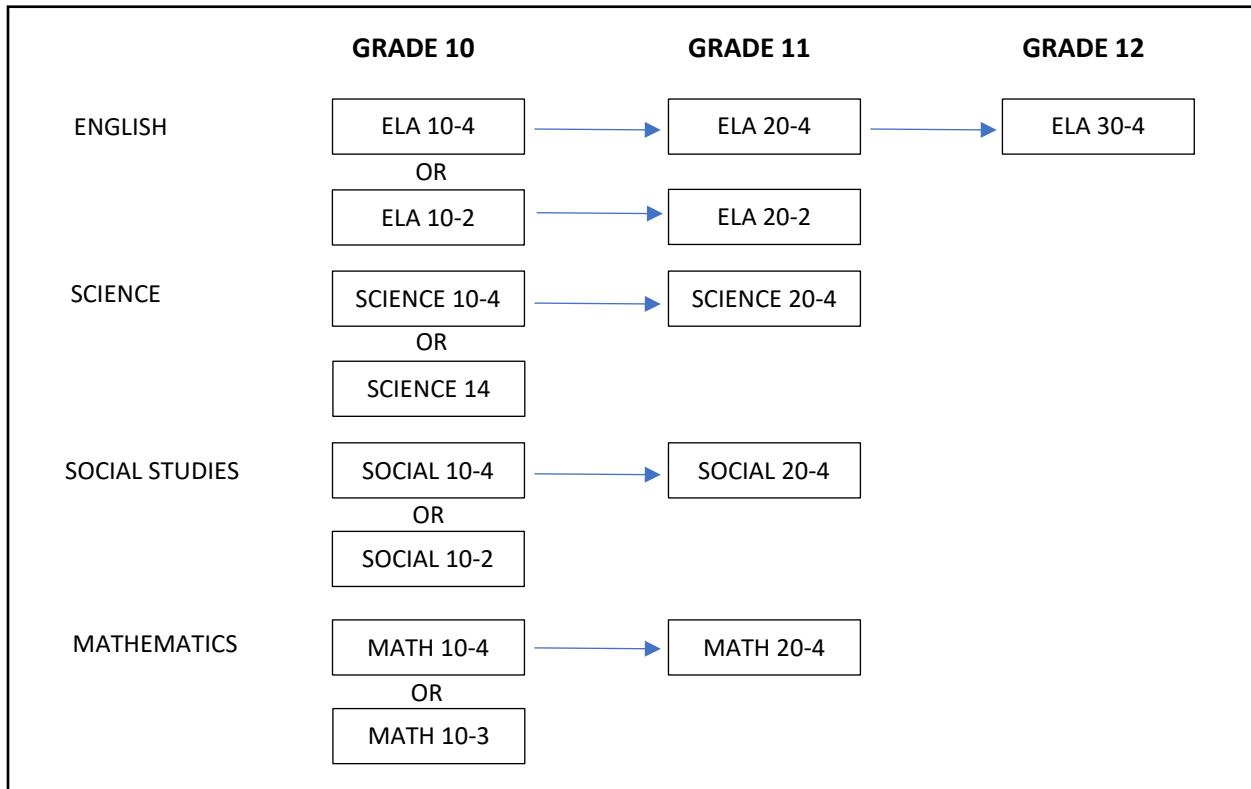 GRADE 10 GRADE 11 GRADE 12
ENGLISH ELA 10-4 ELA 20-4 ELA 30-4
OR
ELA 10-2 ELA 20-2
SCIENCE SCIENCE 10-4 SCIENCE 20-4
OR
SCIENCE 14
SOCIAL STUDIES SOCIAL 10-4 SOCIAL 20-4
OR
SOCIAL 10-2
MATHEMATICS MATH 10-4 MATH 20-4
OR
MATH 10-3